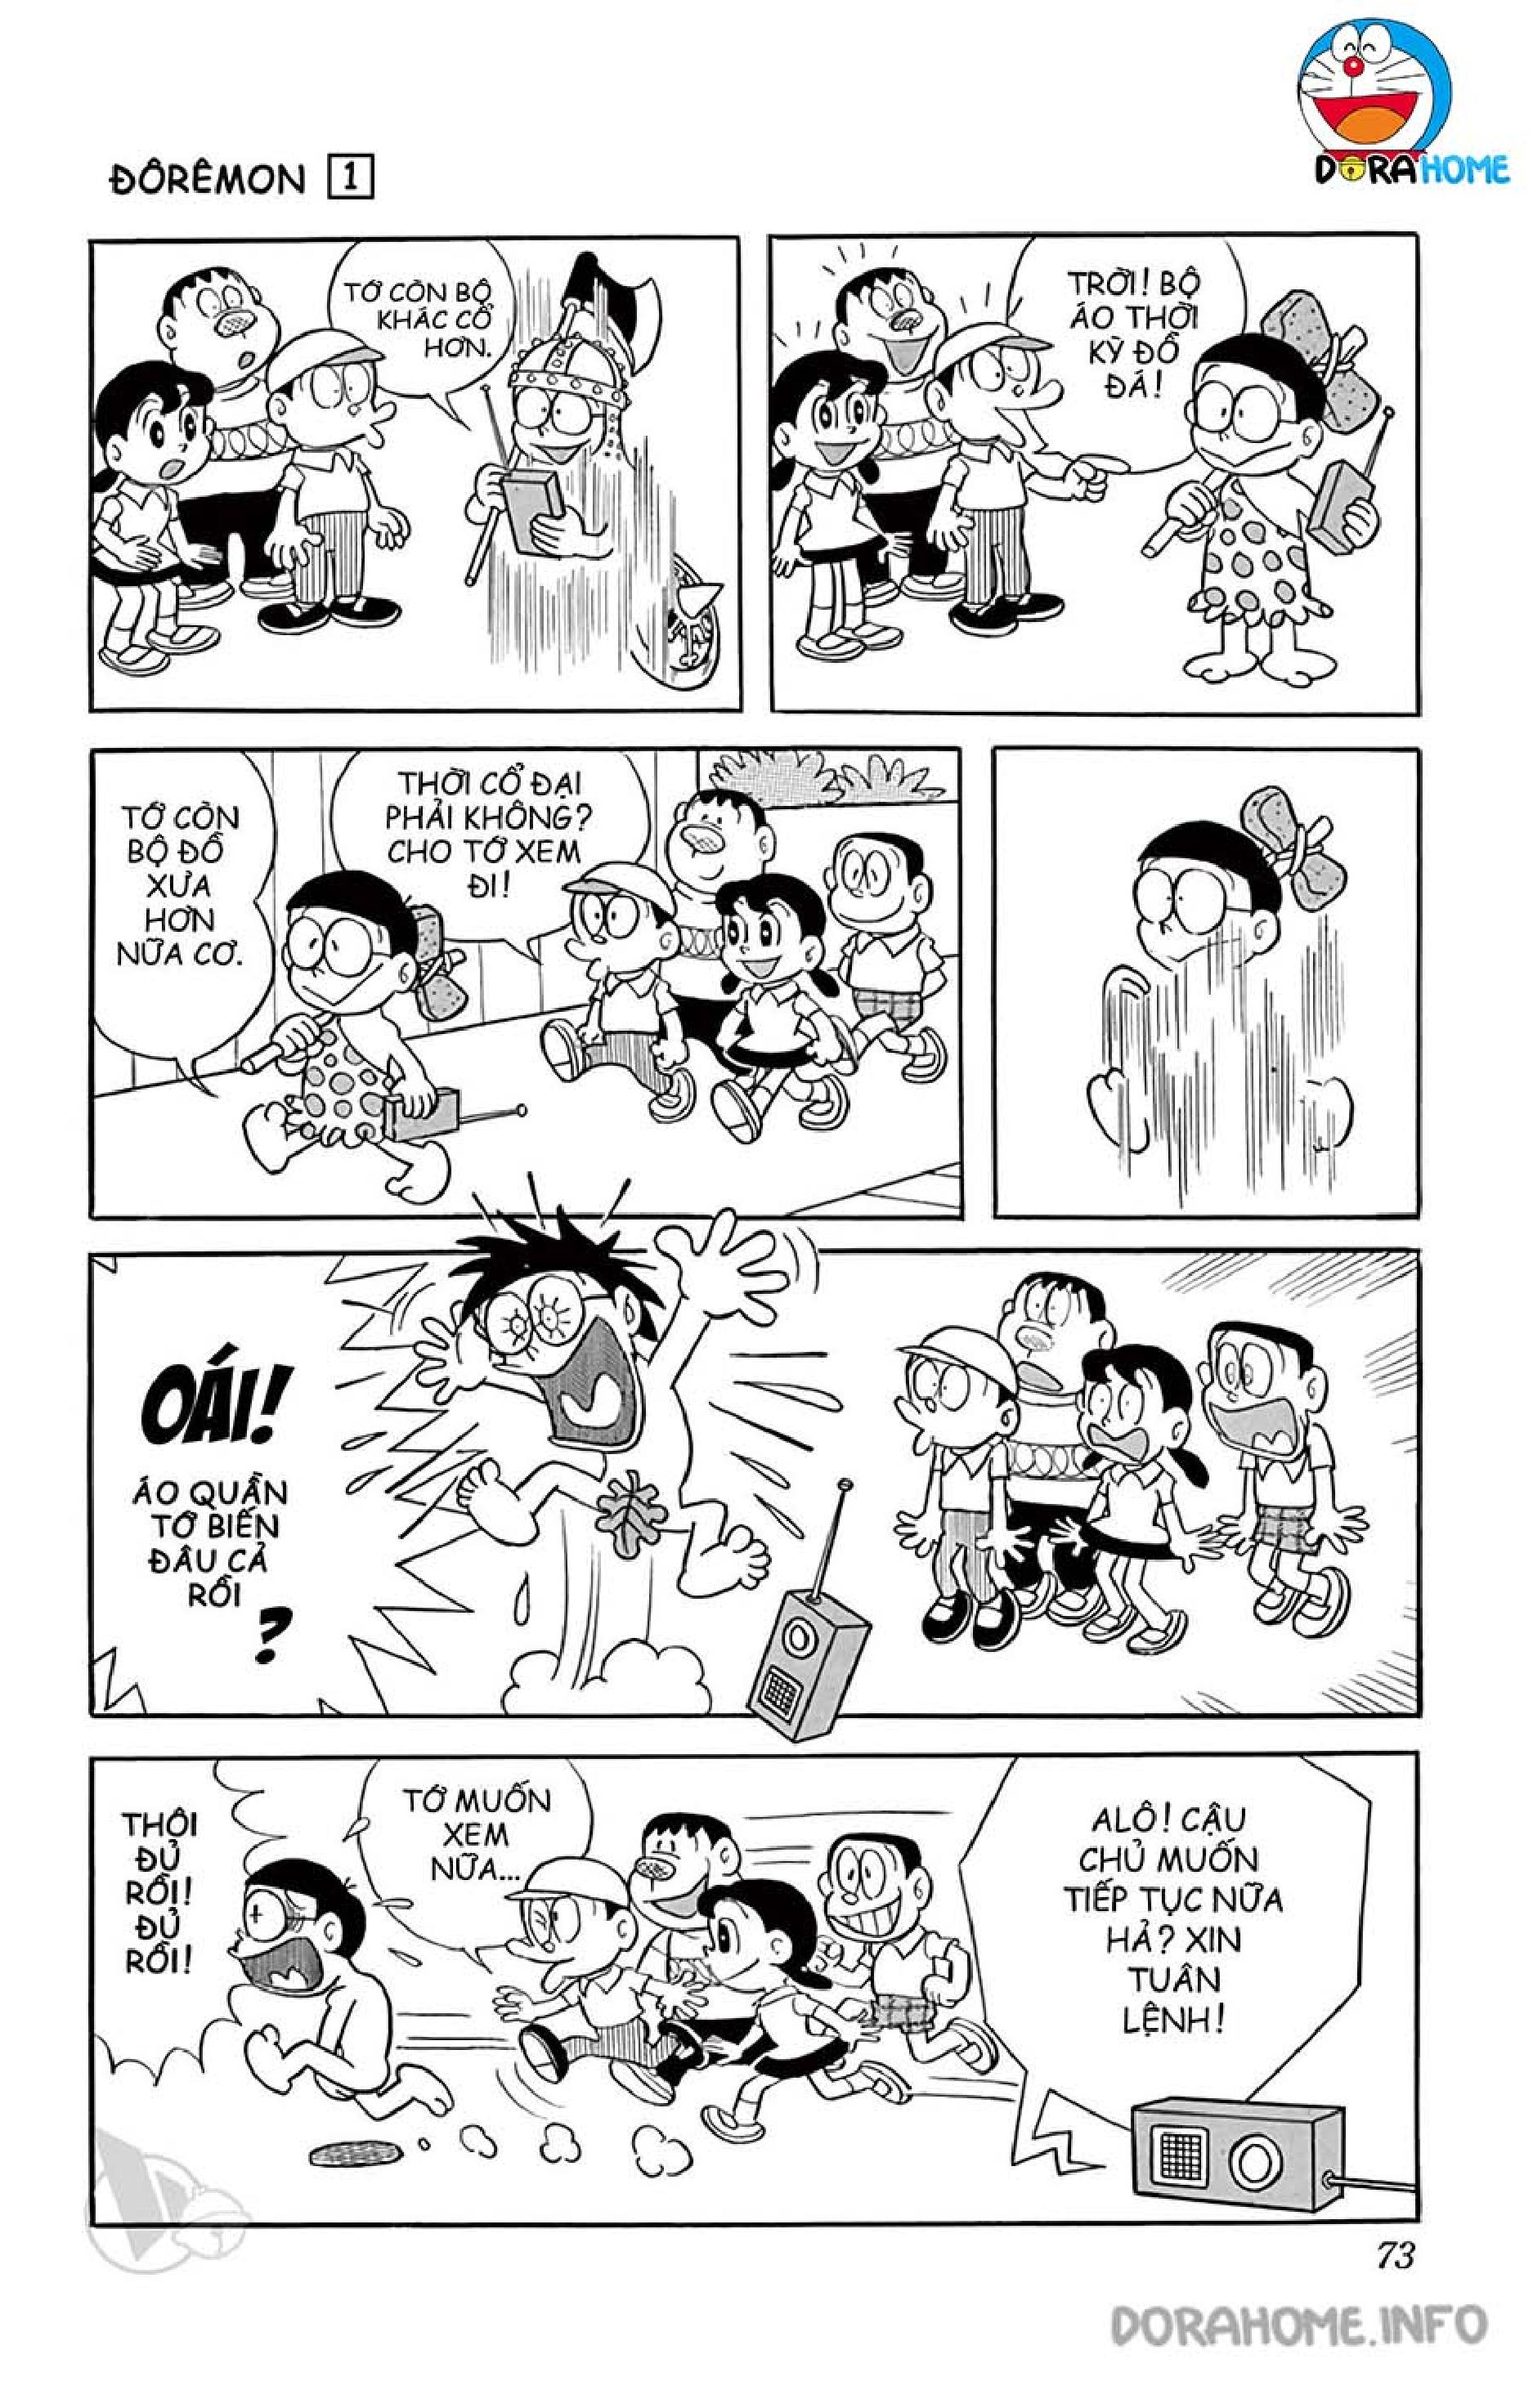 DORAHOME
ĐÔRÊMON 1
TỚ CÒN BỘ
KHÁC CỔ
HƠN.
TRỜI! BỘ
ÁO THỜI
KỲ ĐỒ
ĐÁ!
TỚ CÒN
BỘ ĐỒ
XƯA
HƠN
NỮA CƠ.
THỜI CỔ ĐẠI
PHẢI KHÔNG?
CHO TỚ XEM
ĐI!
OÁI!
ÁO QUẦN
TỚ BIẾN
ĐÂU CẢ
RỒI
?
THÔI
ĐỦ
RỒI!
ĐỦ
RỒI!
TỚ MUỐN
XEM
NỮA...
ALÔ! CẬU
CHỦ MUỐN
TIẾP TỤC NỮA
HẢ? XIN
TUÂN
LỆNH!
73
DORAHOME.INFO